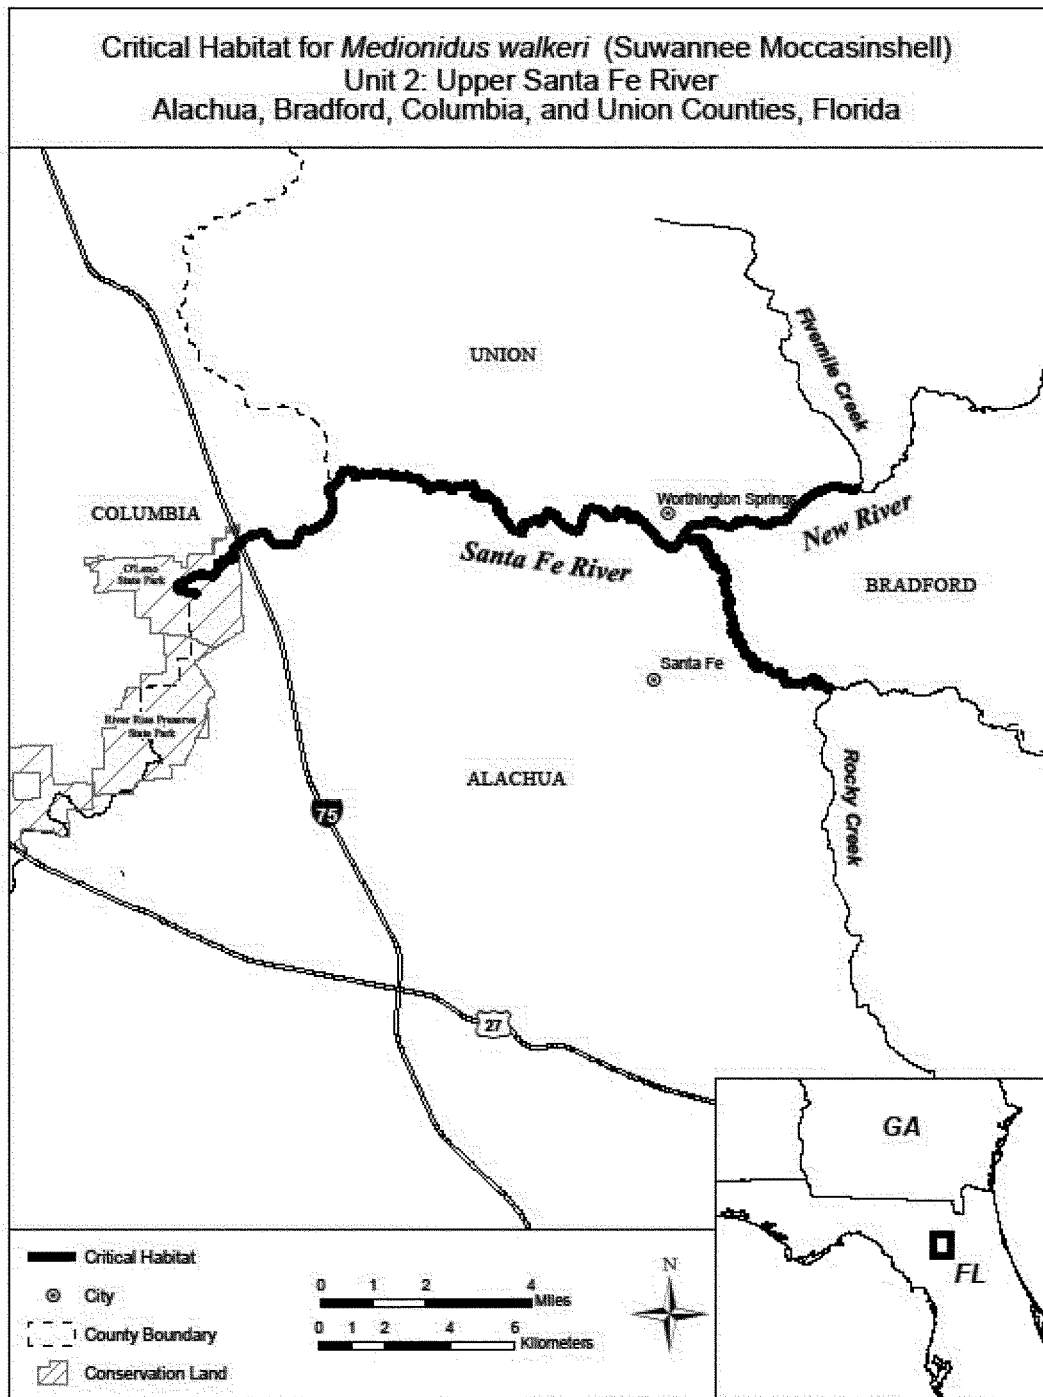 Critical Habitat for Medionidus walkeri (Suwannee Moccasinshell)
Unit 2: Upper Santa Fe River
Alachua, Bradford, Columbia, and Union Counties, Florida
Fivemile Creek
UNION
COLUMBIA
Worthington Springs
New River
Santa Fe River
O'Leno
State Park
BRADFORD
Santa Fe
River Rise Preserve
State Park
ALACHUA
Rocky Creek
75
27
GA
FL
Critical Habitat
City
County Boundary
Conservation Land
0 1 2 4
Miles
0 1 2 4 6
Kilometers
N